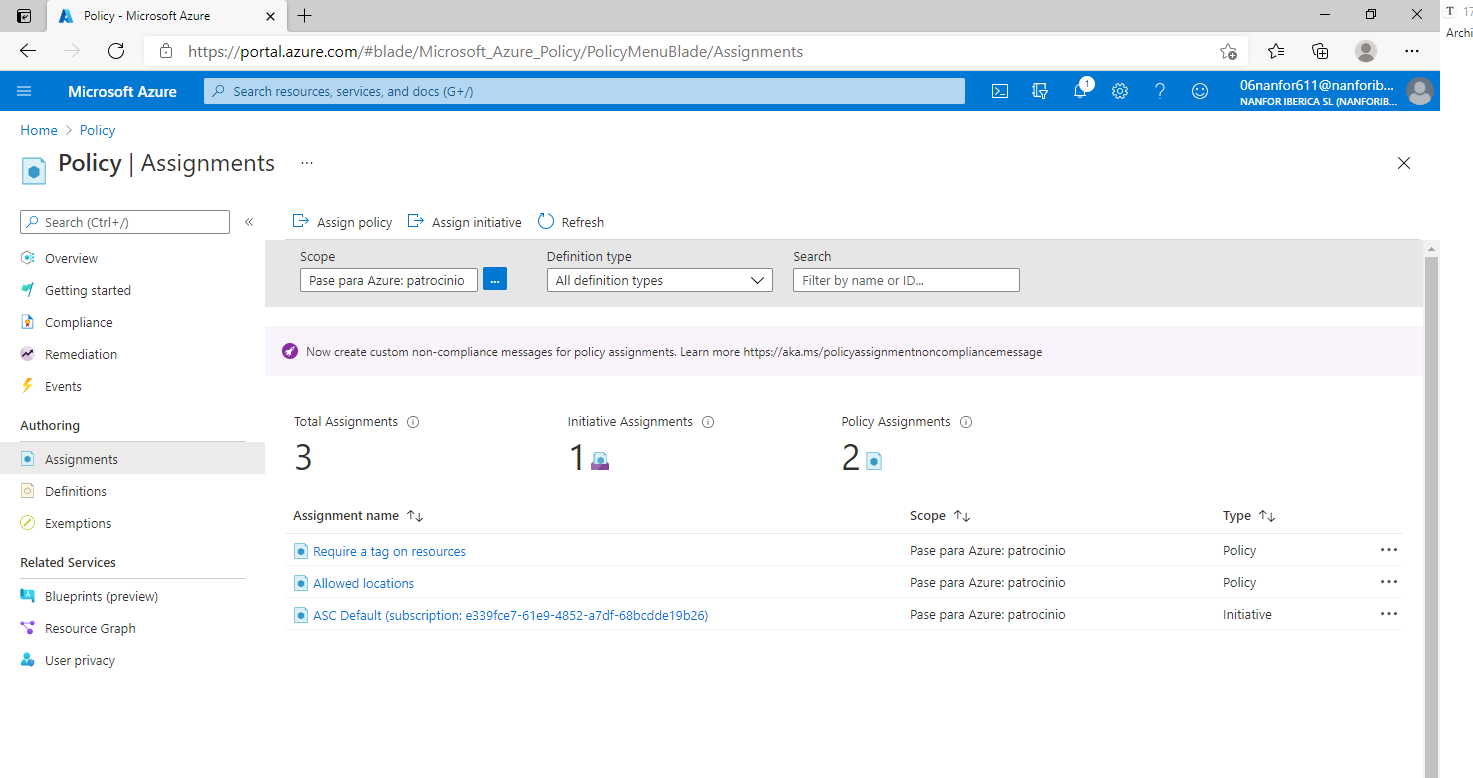 Policy - Microsoft Azure
T 17
https://portal.azure.com/#blade/Microsoft_Azure_Policy/PolicyMenuBlade/Assignments
Archi
Microsoft Azure
Search resources, services, and docs (G+/)
1
06nanfor611@nanforib...
NANFOR IBERICA SL (NANFORIB...
Home > Policy
Policy | Assignments ...
Search (Ctrl+/)
«
Overview
Getting started
Compliance
Remediation
Events
Authoring
Assignments
Definitions
Exemptions
Related Services
Blueprints (preview)
Resource Graph
User privacy
Assign policy
Assign initiative
Refresh
Scope
Pase para Azure: patrocinio
...
Definition type
All definition types
Search
Filter by name or ID...
Now create custom non-compliance messages for policy assignments. Learn more https://aka.ms/policyassignmentnoncompliancemessage
Total Assignments
3
Initiative Assignments
1
Policy Assignments
2
Assignment name ↑↓ Scope ↑↓ Type ↑↓
Require a tag on resources Pase para Azure: patrocinio Policy ...
Allowed locations Pase para Azure: patrocinio Policy ...
ASC Default (subscription: e339fce7-61e9-4852-a7df-68bcdde19b26) Pase para Azure: patrocinio Initiative ...